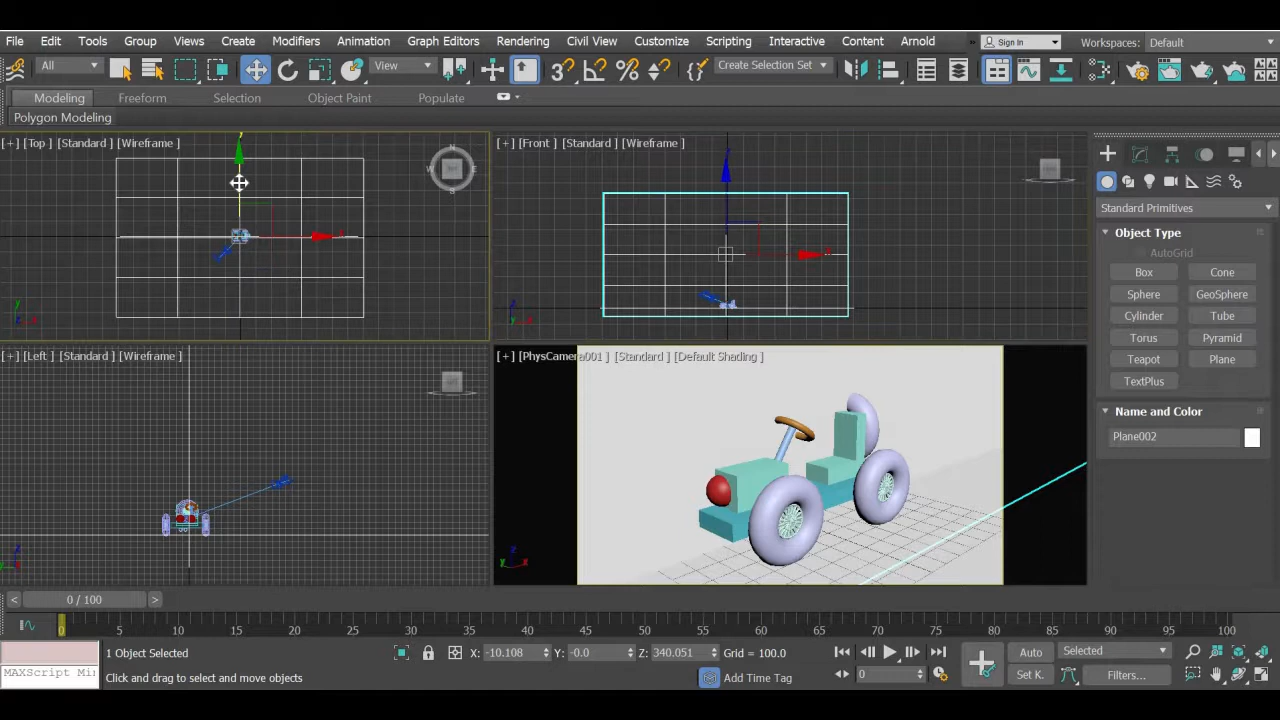 File Edit Tools Group Views Create Modifiers Animation Graph Editors Rendering Civil View Customize Scripting Interactive Content Arnold Sign In Workspaces: Default
All View Create Selection Set
Modeling Freeform Selection Object Paint Populate
Polygon Modeling
[+] [Top ] [Standard ] [Wireframe ]
[+] [Front ] [Standard ] [Wireframe ]
Standard Primitives
Object Type
AutoGrid
Box Cone
Sphere GeoSphere
Cylinder Tube
Torus Pyramid
Teapot Plane
TextPlus
Name and Color
Plane002
[+] [Left ] [Standard ] [Wireframe ]
[+] [PhysCamera001 ] [Standard ] [Default Shading ]
< 0 / 100 >
0 5 10 15 20 25 30 35 40 45 50 55 60 65 70 75 80 85 90 95 100
1 Object Selected X: -10.108 Y: -0.0 Z: 340.051 Grid = 100.0 Auto Selected
MAXScript Mi Click and drag to select and move objects Add Time Tag 0 Set K. Filters...